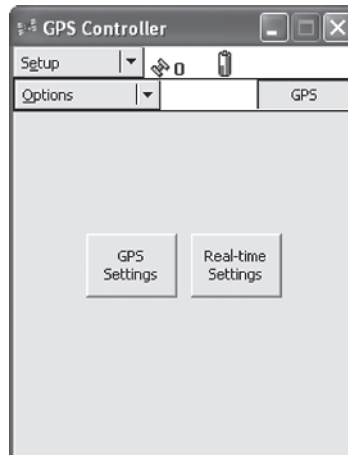 GPS Controller
Setup 0
Options GPS
GPS Settings
Real-time Settings